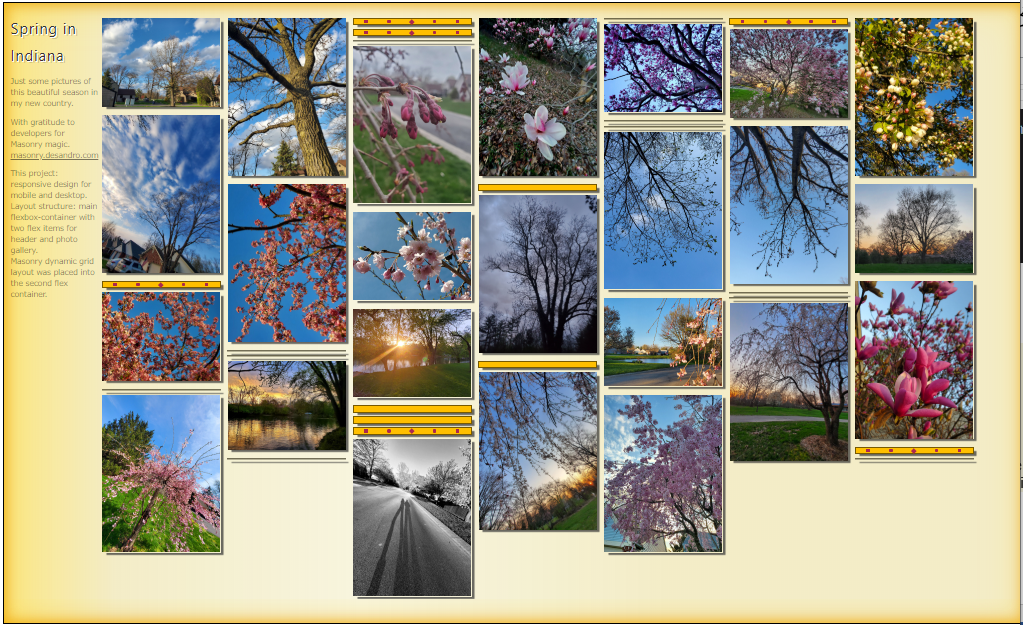 Spring in
Indiana
Just some pictures of
this beautiful season in
my new country.
With gratitude to
developers for
Masonry magic.
masonry.desandro.com
This project:
responsive design for
mobile and desktop.
Layout structure: main
flexbox-container with
two flex items for
header and photo
gallery.
Masonry dynamic grid
layout was placed into
the second flex
container.